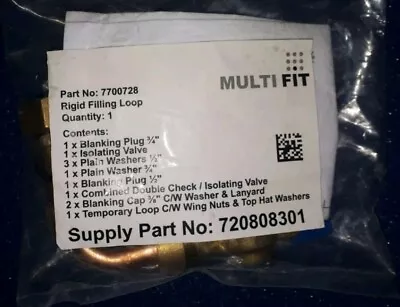 Part No: 7700728
Rigid Filling Loop
Quantity: 1
MULTI FIT
Contents:
1 x Blanking Plug ¾"
1 x Isolating Valve
3 x Plain Washers ½"
1 x Plain Washer ¾"
1 x Blanking Plug ½"
1 x Combined Double Check / Isolating Valve
2 x Blanking Cap ¾" C/W Washer & Lanyard
1 x Temporary Loop C/W Wing Nuts & Top Hat Washers
Supply Part No: 720808301